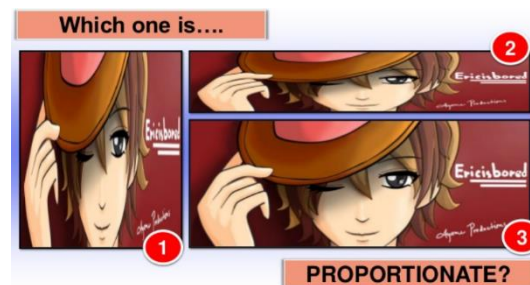 Which one is....
2
Ericisbored
Ericisbored
Ericisbored
1
3
PROPORTIONATE?